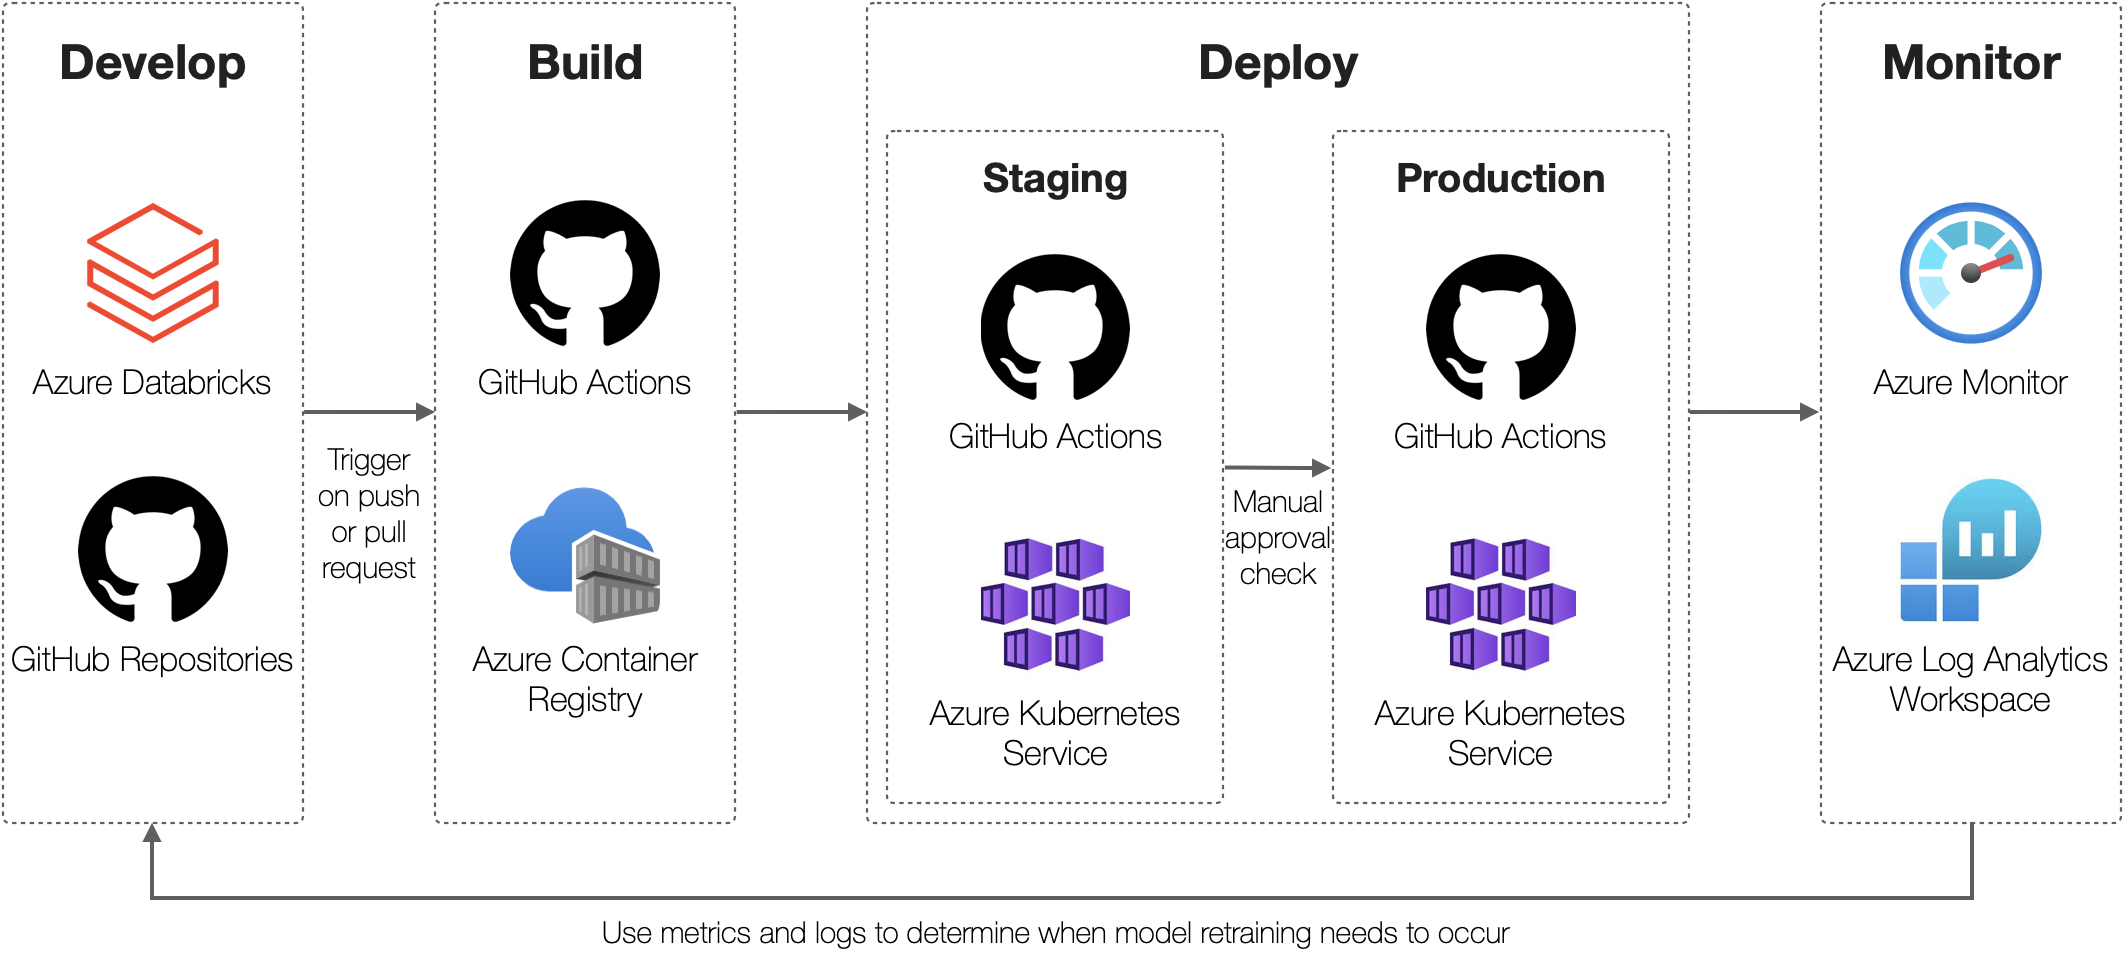 Develop
Azure Databricks
GitHub Repositories
Trigger
on push
or pull
request
Build
GitHub Actions
Azure Container
Registry
Deploy
Staging
GitHub Actions
Azure Kubernetes
Service
Manual
approval
check
Production
GitHub Actions
Azure Kubernetes
Service
Monitor
Azure Monitor
Azure Log Analytics
Workspace
Use metrics and logs to determine when model retraining needs to occur